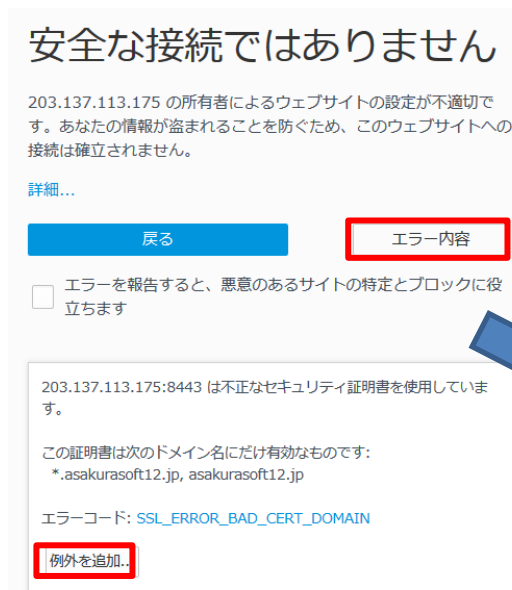 安全な接続ではありません
203.137.113.175 の所有者によるウェブサイトの設定が不適切で
す。あなたの情報が盗まれることを防ぐため、このウェブサイトへの
接続は確立されません。
詳細...
戻る
エラー内容
エラーを報告すると、悪意のあるサイトの特定とブロックに役
立ちます
203.137.113.175:8443 は不正なセキュリティ証明書を使用していま
す。
この証明書は次のドメイン名にだけ有効なものです:
*.asakurasoft12.jp, asakurasoft12.jp
エラーコード: SSL_ERROR_BAD_CERT_DOMAIN
例外を追加...